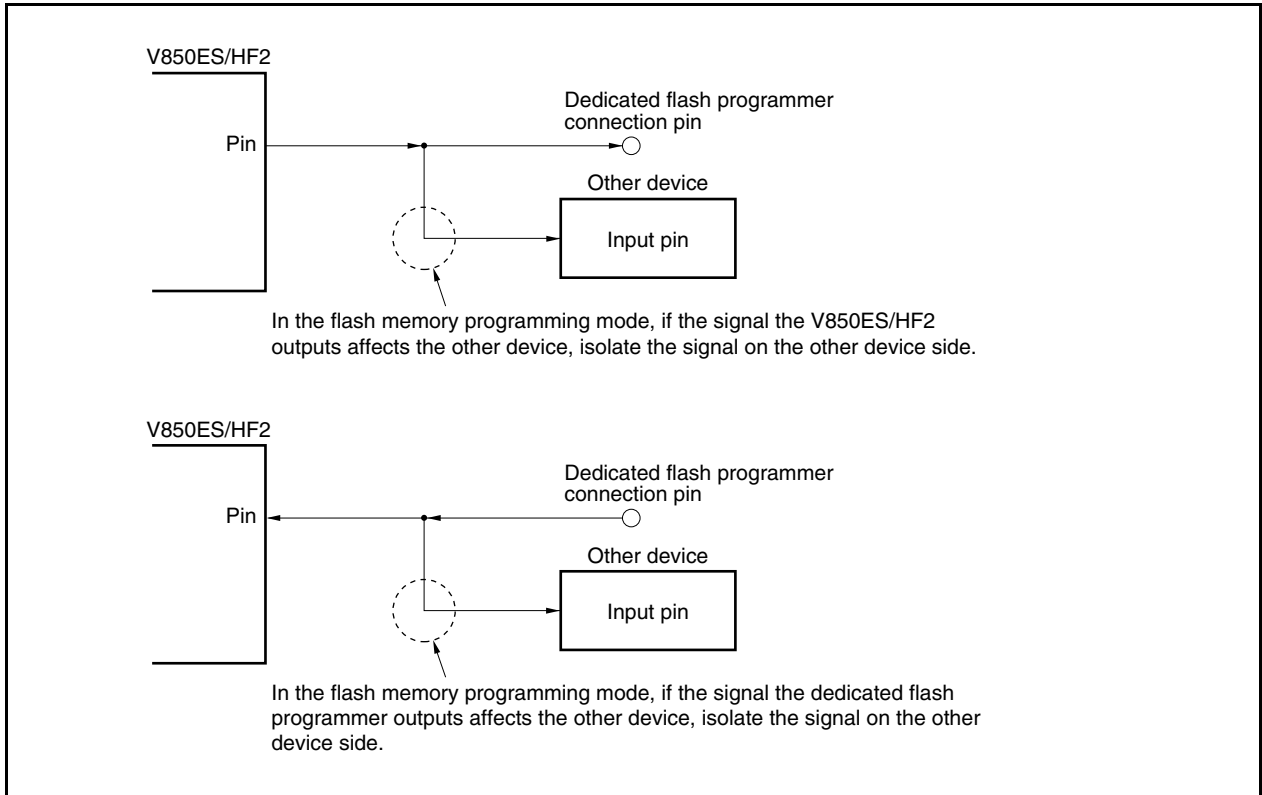 V850ES/HF2
Dedicated flash programmer
connection pin
Pin
Other device
Input pin
In the flash memory programming mode, if the signal the V850ES/HF2
outputs affects the other device, isolate the signal on the other device side.
V850ES/HF2
Dedicated flash programmer
connection pin
Pin
Other device
Input pin
In the flash memory programming mode, if the signal the dedicated flash
programmer outputs affects the other device, isolate the signal on the other
device side.